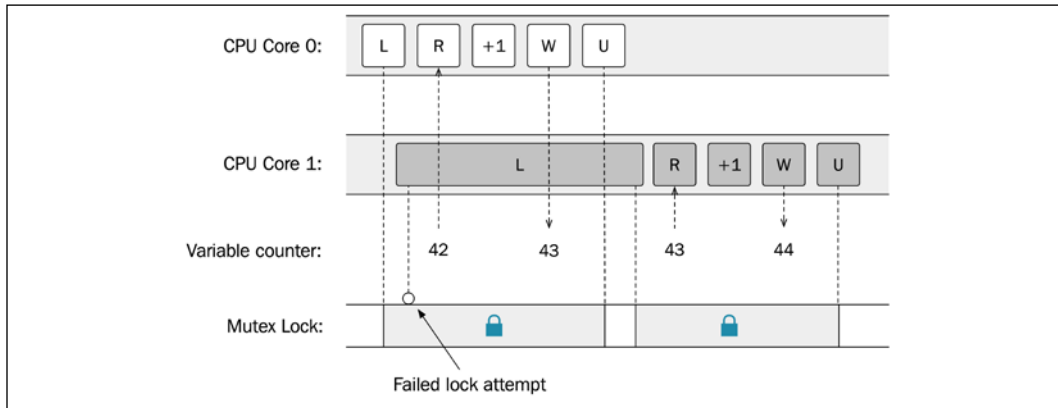 CPU Core 0: L R +1 W U
CPU Core 1: L R +1 W U
Variable counter: 42 43 43 44
Mutex Lock:
Failed lock attempt